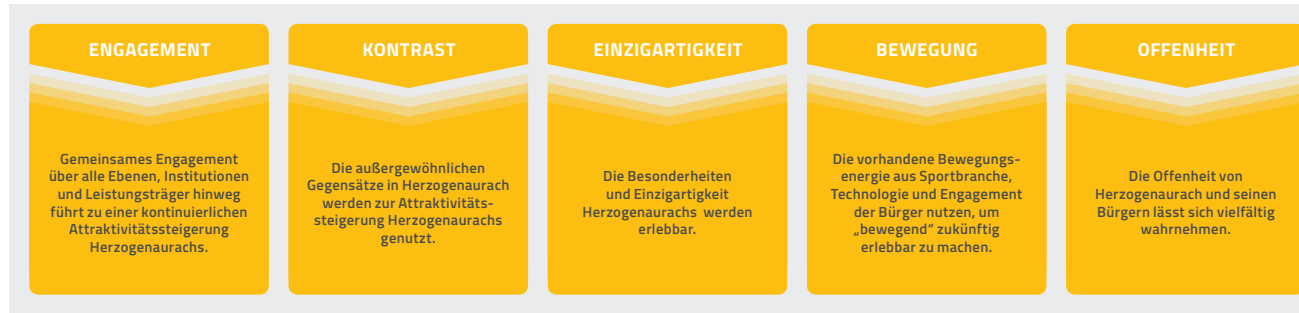 ENGAGEMENT
Gemeinsames Engagement
über alle Ebenen, Institutionen
und Leistungsträger hinweg
führt zu einer kontinuierlichen
Attraktivitätssteigerung
Herzogenaurachs.
KONTRAST
Die außergewöhnlichen
Gegensätze in Herzogenaurach
werden zur Attraktivitäts-
steigerung Herzogenaurachs
genutzt.
EINZIGARTIGKEIT
Die Besonderheiten
und Einzigartigkeit
Herzogenaurachs werden
erlebbar.
BEWEGUNG
Die vorhandene Bewegungs-
energie aus Sportbranche,
Technologie und Engagement
der Bürger nutzen, um
„bewegend" zukünftig
erlebbar zu machen.
OFFENHEIT
Die Offenheit von
Herzogenaurach und seinen
Bürgern lässt sich vielfältig
wahrnehmen.